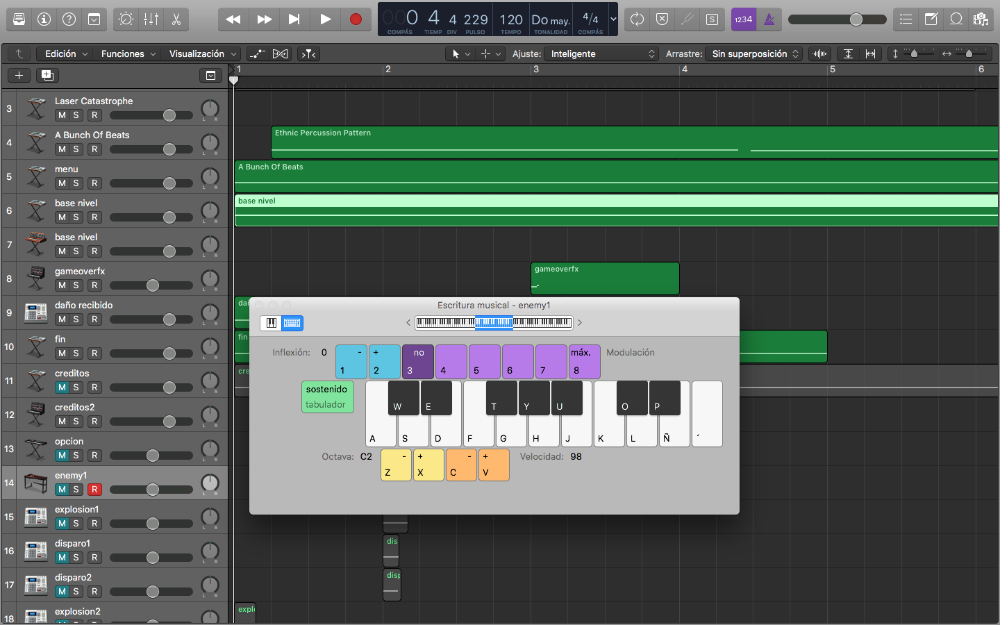 0 4 4 229 120 Do may. 4/4
COMPÁS TIEMP DIV PULSO TEMPO TONALIDAD COMPÁS
S 1234
Edición Funciones Visualización Ajuste: Inteligente Arrastre: Sin superposición
1 2 3 4 5 6
3 Laser Catastrophe
M S R L R
4 A Bunch Of Beats
M S R L R
Ethnic Percussion Pattern
5 menu
M S R L R
A Bunch Of Beats
6 base nivel
M S R L R
base nivel
7 base nivel
M S R L R
8 gameoverfx
M S R L R
gameoverfx
9 daño recibido
M S R L R
10 fin
M S R L R
fin
11 creditos
M S R L R
cre
12 creditos2
M S R L R
13 opcion
M S R L R
14 enemy1
M S R L R
15 explosion1
M S R L R
16 disparo1
M S R L R
dis
17 disparo2
M S R L R
disp
18 explosion2
explo
Escritura musical - enemy1
Inflexión: 0 - + no máx. Modulación
1 2 3 4 5 6 7 8
sostenido
tabulador
W E T Y U O P
A S D F G H J K L Ñ ´
Octava: C2 - + - + Velocidad: 98
Z X C V